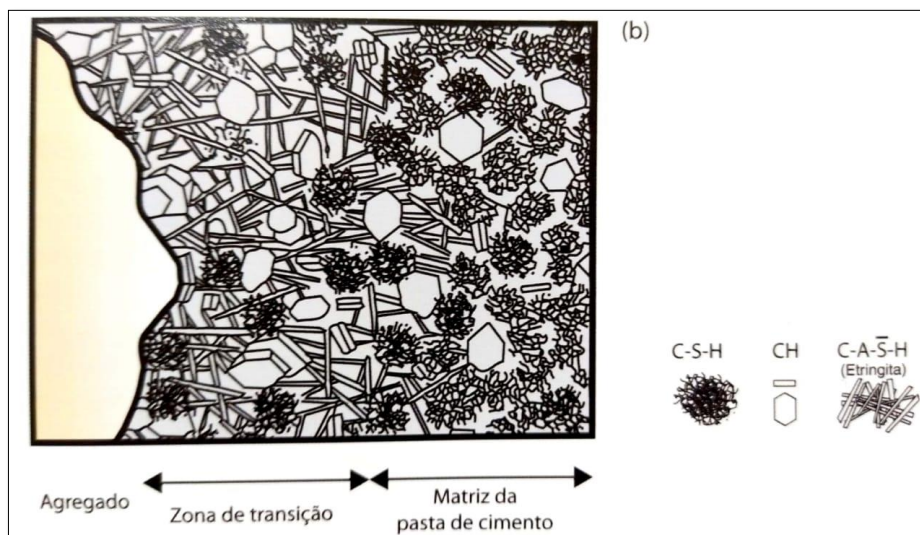 (b)
C-S-H
CH
C-A-S̅-H
(Etringita)
Agregado
Zona de transição
Matriz da
pasta de cimento